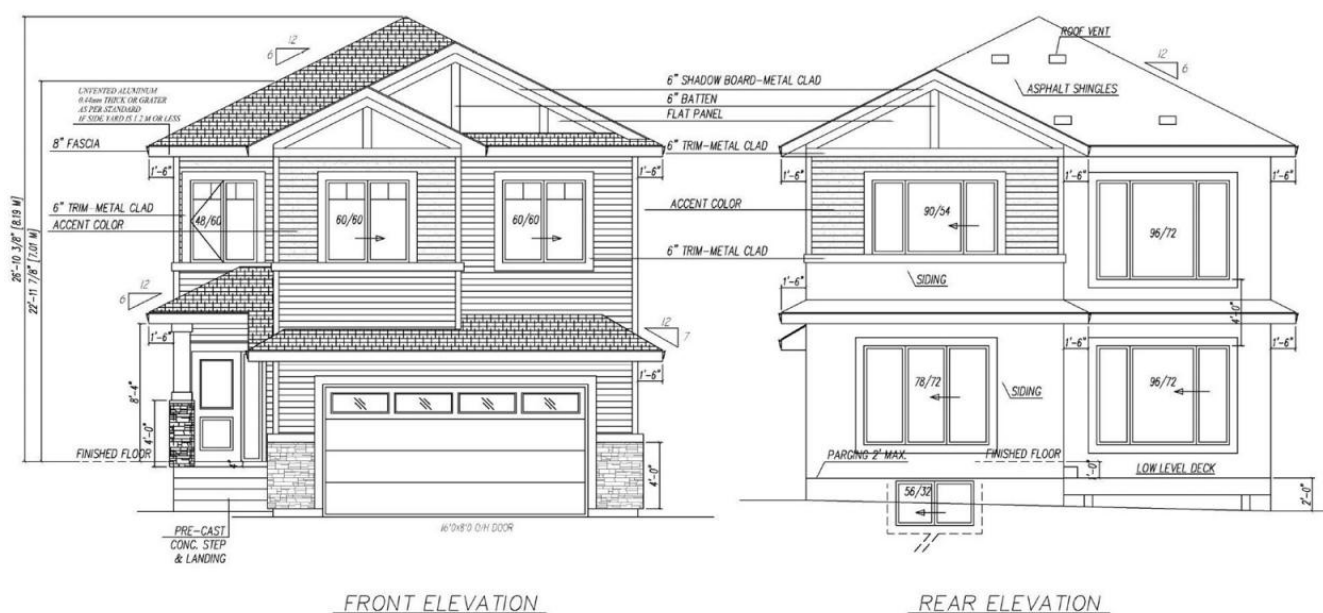 12
6
UNVENTED ALUMINUM
0.44mm THICK OR GRATER
AS PER STANDARD
IF SIDE YARD IS 1.2 M OR LESS
8" FASCIA
1'-6"
6" TRIM-METAL CLAD
ACCENT COLOR
26'-10 3/8" [8.19 M]
22'-11 7/8" [7.01 M]
48/60
60/60
60/60
1'-6"
12
6
1'-6"
12
7
1'-6"
8'-4"
4'-0"
FINISHED FLOOR
4"
4'-0"
PRE-CAST
CONC. STEP
& LANDING
16'0x8'0 O/H DOOR
FRONT ELEVATION
6" SHADOW BOARD-METAL CLAD
6" BATTEN
FLAT PANEL
6" TRIM-METAL CLAD
ACCENT COLOR
6" TRIM-METAL CLAD
ROOF VENT
12
6
ASPHALT SHINGLES
1'-6"
1'-6"
1'-6"
90/54
96/72
SIDING
1'-6"
4'-0"
1'-6"
1'-6"
78/72
SIDING
96/72
PARGING 2' MAX.
FINISHED FLOOR
1'-0"
LOW LEVEL DECK
56/32
2'-0"
REAR ELEVATION